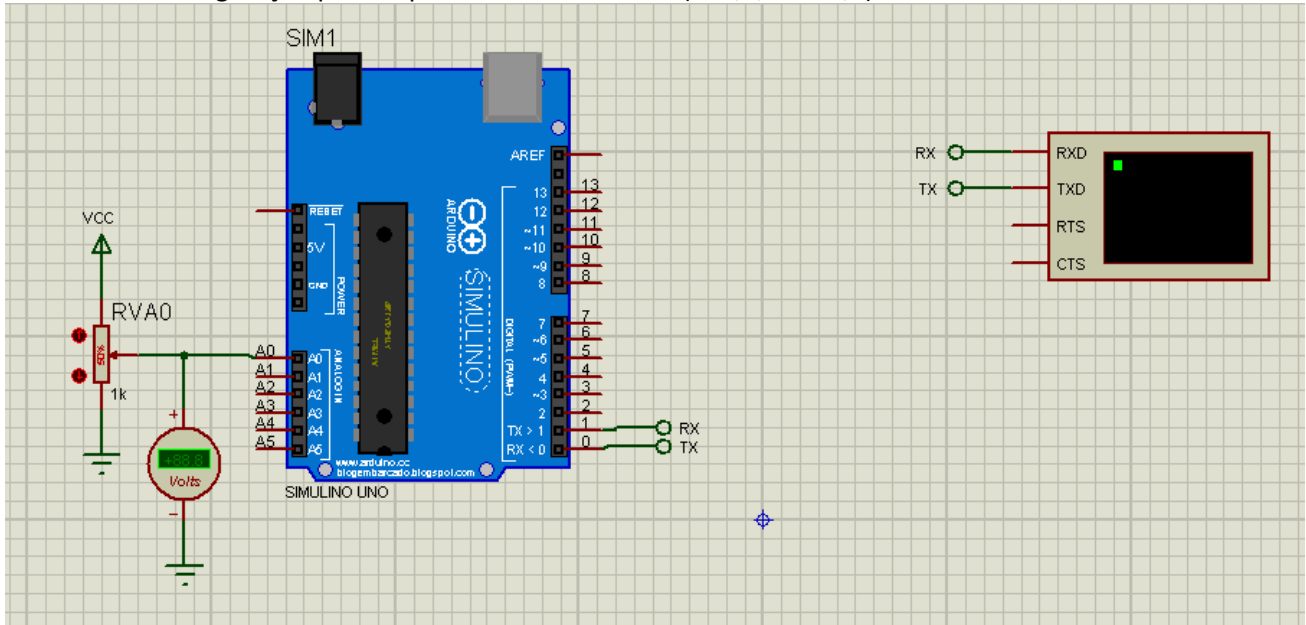 SIM1
AREF
13
12
~11
~10
~9
8
13
12
11
10
9
8
RESET
5V
GND
POWER
ARDUINO
SIMULINO
VCC
RVA0
50%
1k
A0
A1
A2
A3
A4
A5
A0
A1
A2
A3
A4
A5
ANALOG IN
DIGITAL (PWM~)
7
~6
~5
4
~3
2
TX > 1
RX < 0
7
6
5
4
3
2
1
0
RX
TX
+88.8
Volts
www.arduino.cc
blogembarcado.blogspot.com
SIMULINO UNO
RX
TX
RXD
TXD
RTS
CTS